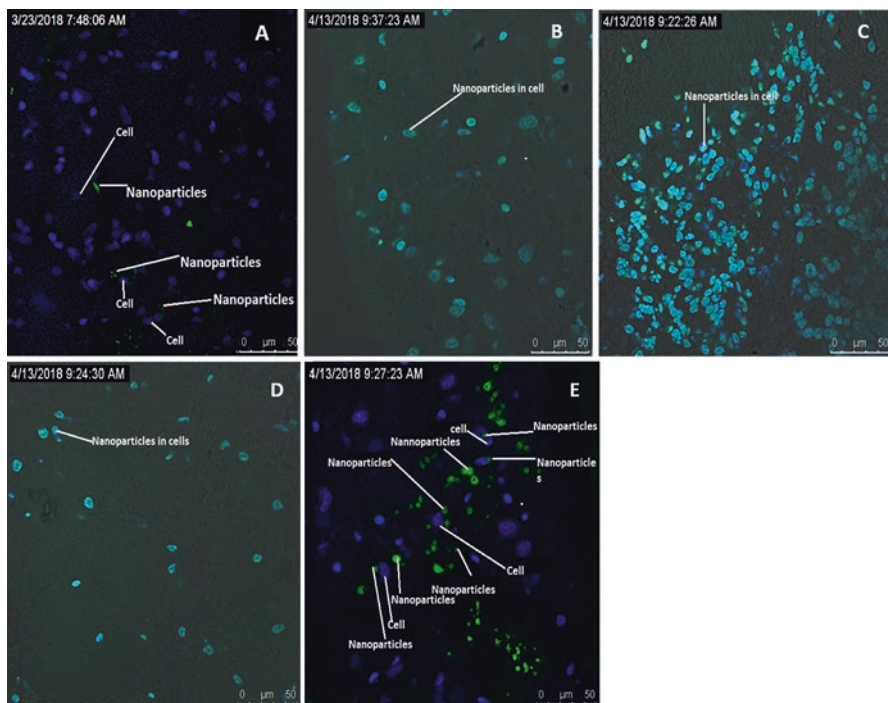 3/23/2018 7:48:06 AM
A
Cell
Nanoparticles
Nanoparticles
Cell
Nanoparticles
Cell
0 µm 50
4/13/2018 9:37:23 AM
B
Nanoparticles in cell
0 µm 50
4/13/2018 9:22:26 AM
C
Nanoparticles in cell
0 µm 50
4/13/2018 9:24:30 AM
D
Nanoparticles in cells
0 µm 50
4/13/2018 9:27:23 AM
E
cell
Nanoparticles
Nannoparticles
Nanoparticles
Nanoparticle
s
Cell
Nanoparticles
Nanoparticles
Cell
Nanoparticles
0 µm 50